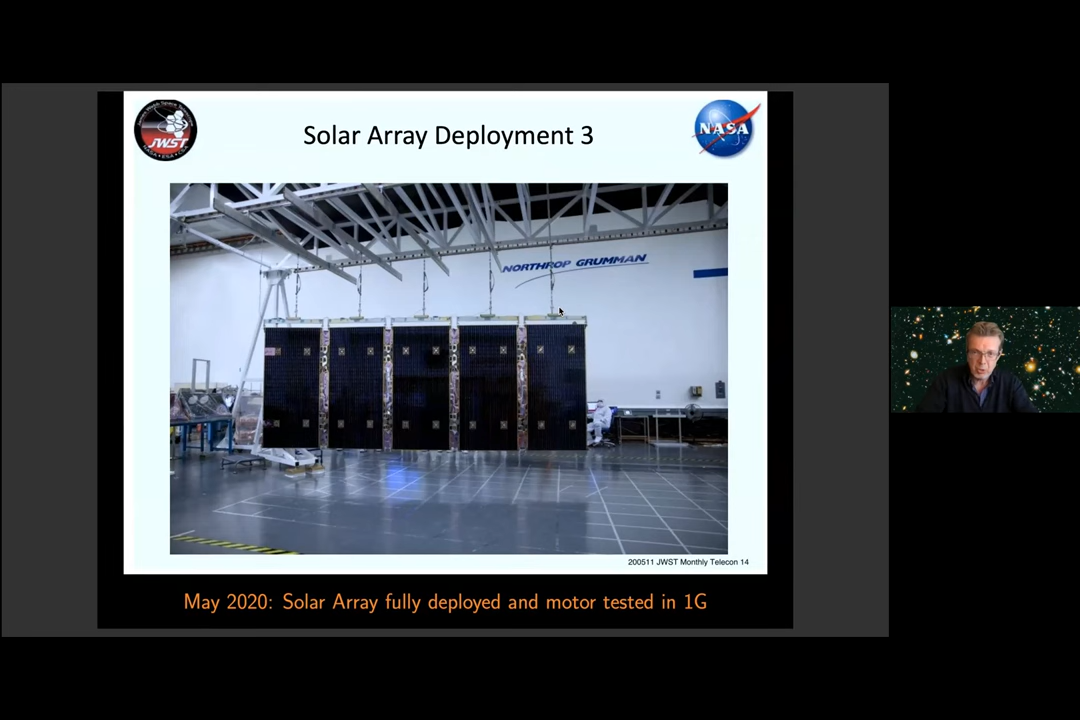 JWST
Solar Array Deployment 3
NASA
NORTHROP GRUMMAN
200511 JWST Monthly Telecon 14
May 2020: Solar Array fully deployed and motor tested in 1G